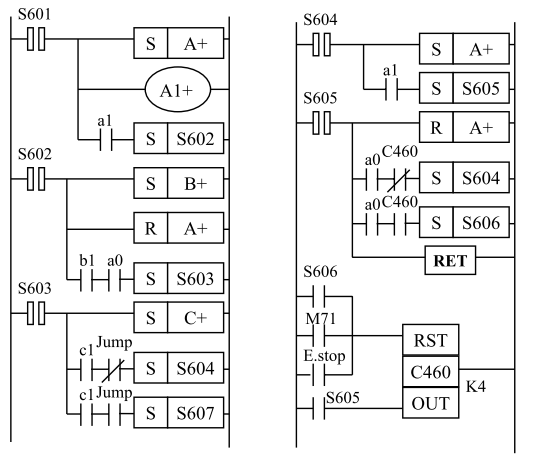 S601
S A+
A1+
a1
S S602
S602
S B+
R A+
b1 a0
S S603
S603
S C+
c1 Jump
S S604
c1 Jump
S S607
S604
S A+
a1
S S605
S605
R A+
a0 C460
S S604
a0 C460
S S606
RET
S606
M71
RST
E.stop
C460
K4
S605
OUT